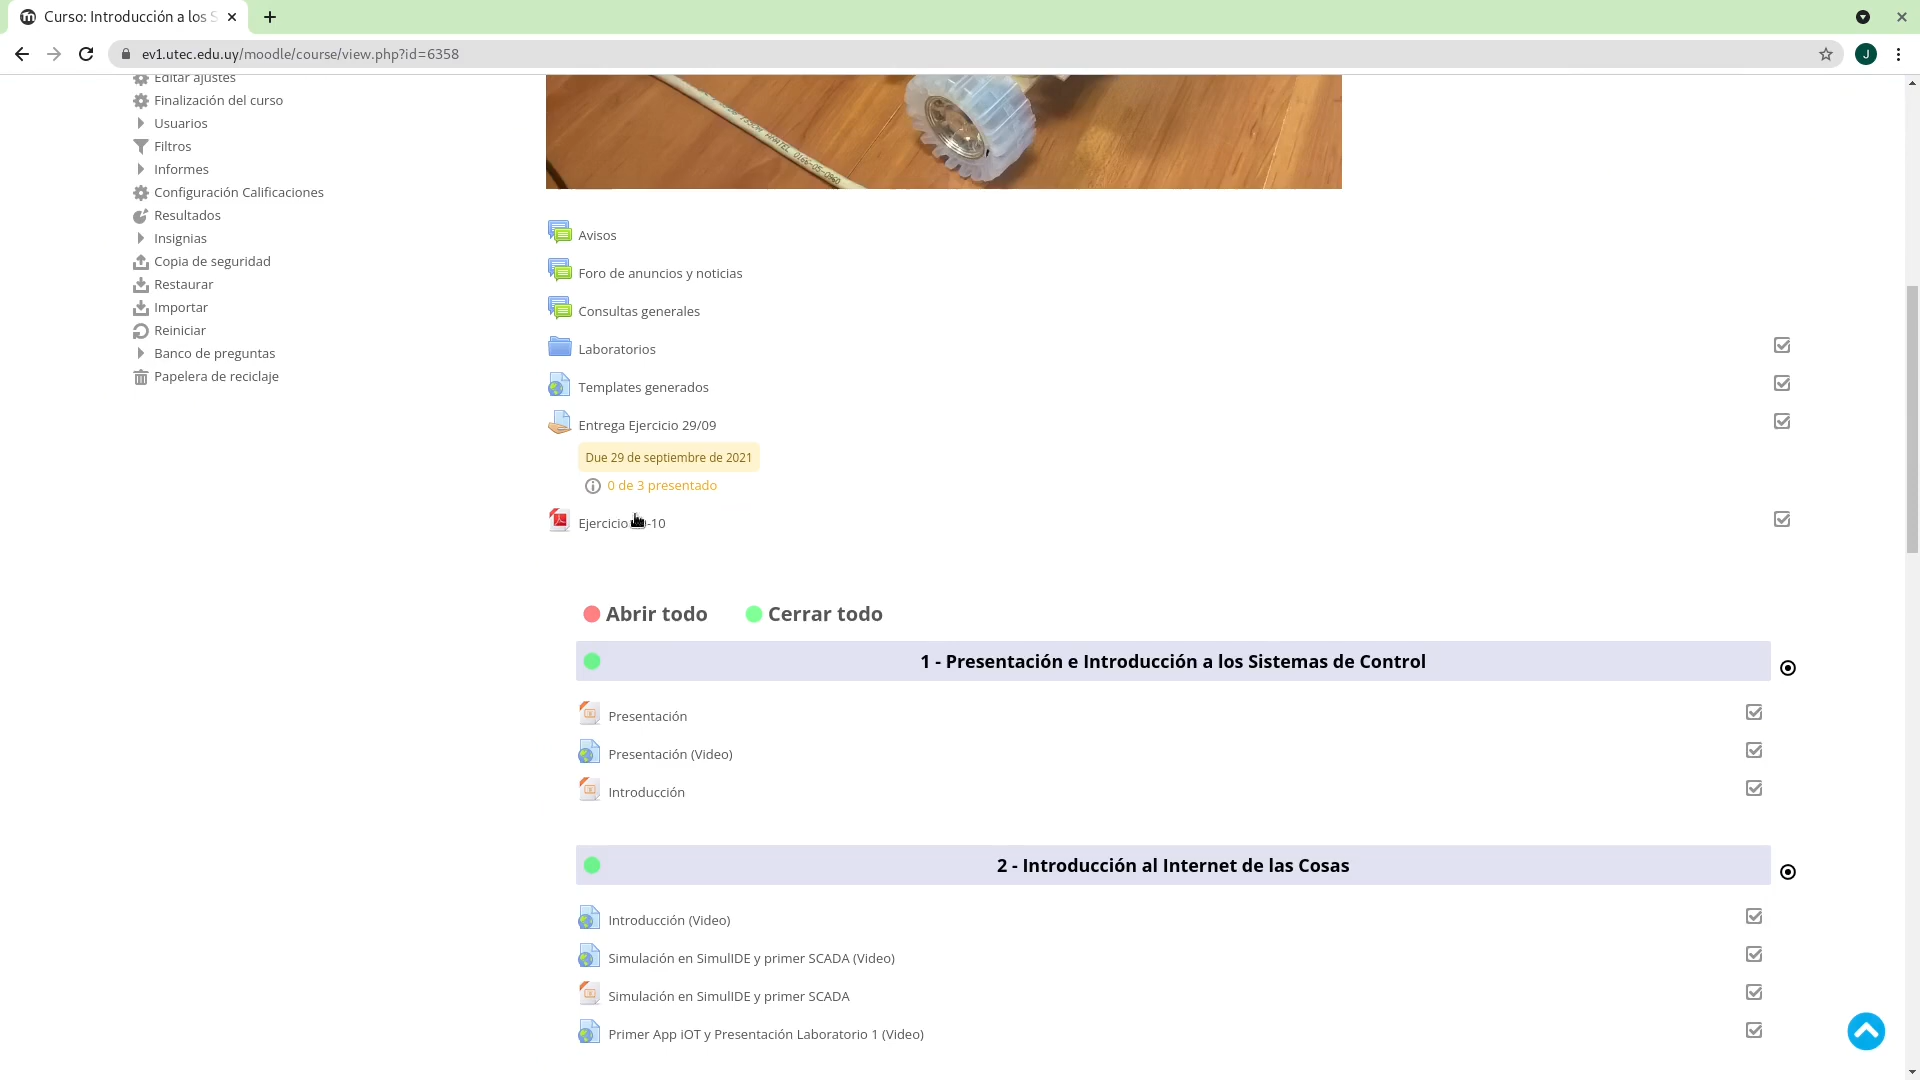 Curso: Introducción a los S
ev1.utec.edu.uy/moodle/course/view.php?id=6358
J
Editar ajustes
Finalización del curso
Usuarios
Filtros
Informes
Configuración Calificaciones
Resultados
Insignias
Copia de seguridad
Restaurar
Importar
Reiniciar
Banco de preguntas
Papelera de reciclaje
Avisos
Foro de anuncios y noticias
Consultas generales
Laboratorios
Templates generados
Entrega Ejercicio 29/09
Due 29 de septiembre de 2021
0 de 3 presentado
Ejercicio -10
Abrir todo Cerrar todo
1 - Presentación e Introducción a los Sistemas de Control
Presentación
Presentación (Video)
Introducción
2 - Introducción al Internet de las Cosas
Introducción (Video)
Simulación en SimulIDE y primer SCADA (Video)
Simulación en SimulIDE y primer SCADA
Primer App iOT y Presentación Laboratorio 1 (Video)